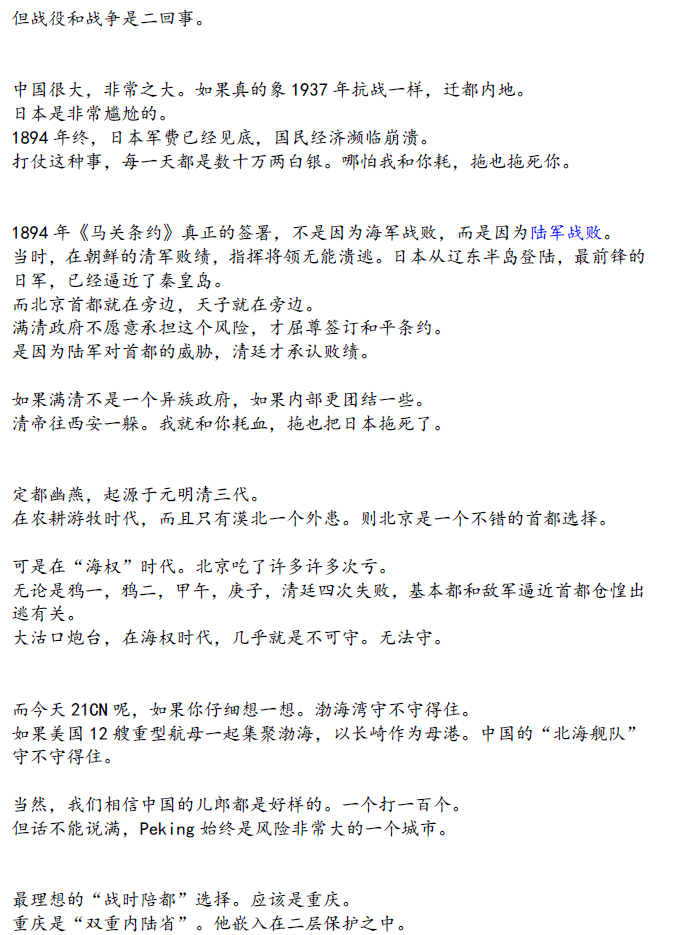 但战役和战争是二回事。
中国很大，非常之大。如果真的象 1937 年抗战一样，迁都内地。
日本是非常尴尬的。
1894 年终，日本军费已经见底，国民经济濒临崩溃。
打仗这种事，每一天都是数十万两白银。哪怕我和你耗，拖也拖死你。
1894 年《马关条约》真正的签署，不是因为海军战败，而是因为陆军战败。
当时，在朝鲜的清军败绩，指挥将领无能溃逃。日本从辽东半岛登陆，最前锋的
日军，已经逼近了秦皇岛。
而北京首都就在旁边，天子就在旁边。
满清政府不愿意承担这个风险，才屈尊签订和平条约。
是因为陆军对首都的威胁，清廷才承认败绩。
如果满清不是一个异族政府，如果内部更团结一些。
清帝往西安一躲。我就和你耗血，拖也把日本拖死了。
定都幽燕，起源于元明清三代。
在农耕游牧时代，而且只有漠北一个外患。则北京是一个不错的首都选择。
可是在“海权”时代。北京吃了许多许多次亏。
无论是鸦一，鸦二，甲午，庚子，清廷四次失败，基本都和敌军逼近首都仓惶出
逃有关。
大沽口炮台，在海权时代，几乎就是不可守。无法守。
而今天 21CN 呢，如果你仔细想一想。渤海湾守不守得住。
如果美国 12 艘重型航母一起集聚渤海，以长崎作为母港。中国的“北海舰队”
守不守得住。
当然，我们相信中国的儿郎都是好样的。一个打一百个。
但话不能说满，Peking 始终是风险非常大的一个城市。
最理想的“战时陪都”选择。应该是重庆。
重庆是“双重内陆省”。他嵌入在二层保护之中。